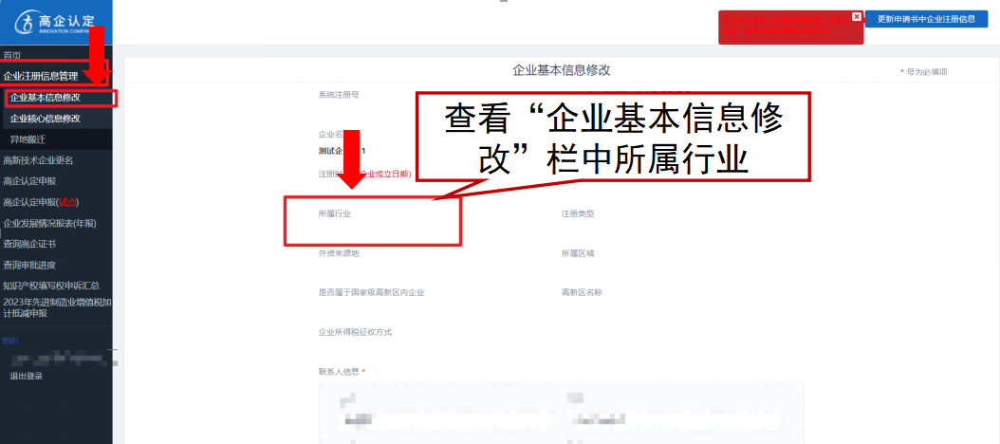 高企认定
INNOVATION COMPANY
更新申请书中企业注册信息
首页
企业注册信息管理
企业基本信息修改
企业核心信息修改
异地搬迁
高新技术企业更名
高企认定申报
高企认定申报(试点)
企业发展情况报表(年报)
查询高企证书
查询审批进度
知识产权填写权申诉汇总
2023年先进制造业增值税加
计抵减申报
您好!
退出登录
企业基本信息修改
* 号为必填项
系统注册号
查看“企业基本信息修
改”栏中所属行业
企业名
测试企 1
注册时 企业成立日期)
所属行业
注册类型
外资来源地
所属区域
是否属于国家级高新区内企业
高新区名称
企业所得税征收方式
联系人信息 *